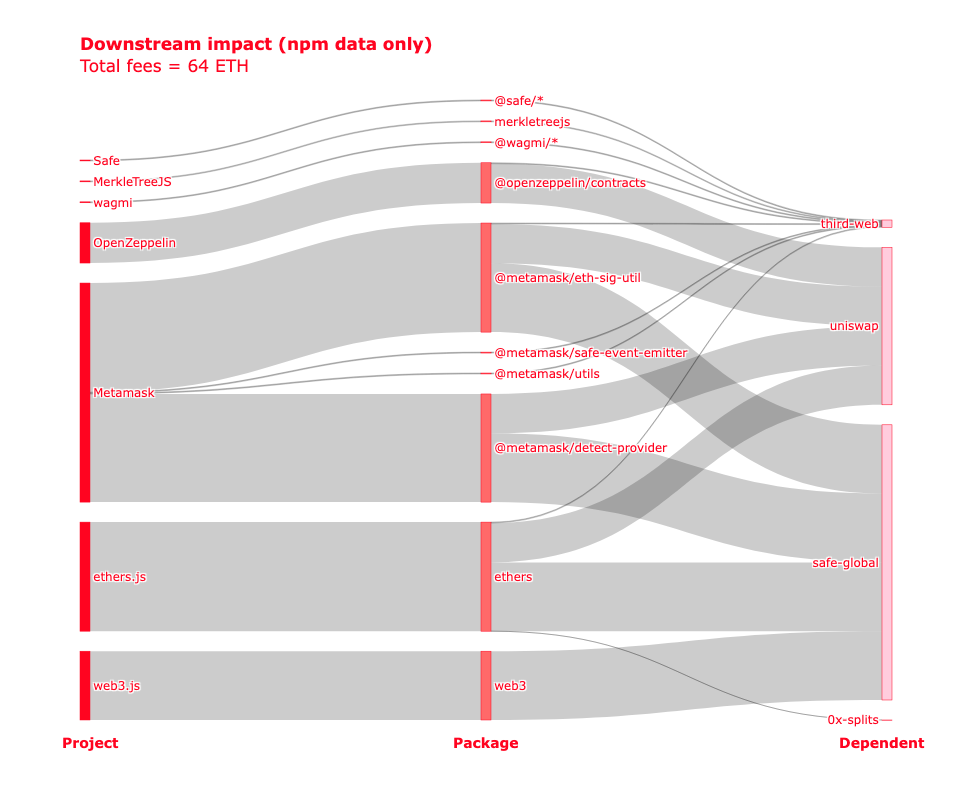 Downstream impact (npm data only)
Total fees = 64 ETH
Safe
MerkleTreeJS
wagmi
OpenZeppelin
Metamask
ethers.js
web3.js
Project
@safe/*
merkletreejs
@wagmi/*
@openzeppelin/contracts
@metamask/eth-sig-util
@metamask/safe-event-emitter
@metamask/utils
@metamask/detect-provider
ethers
web3
Package
third-web
uniswap
safe-global
0x-splits
Dependent